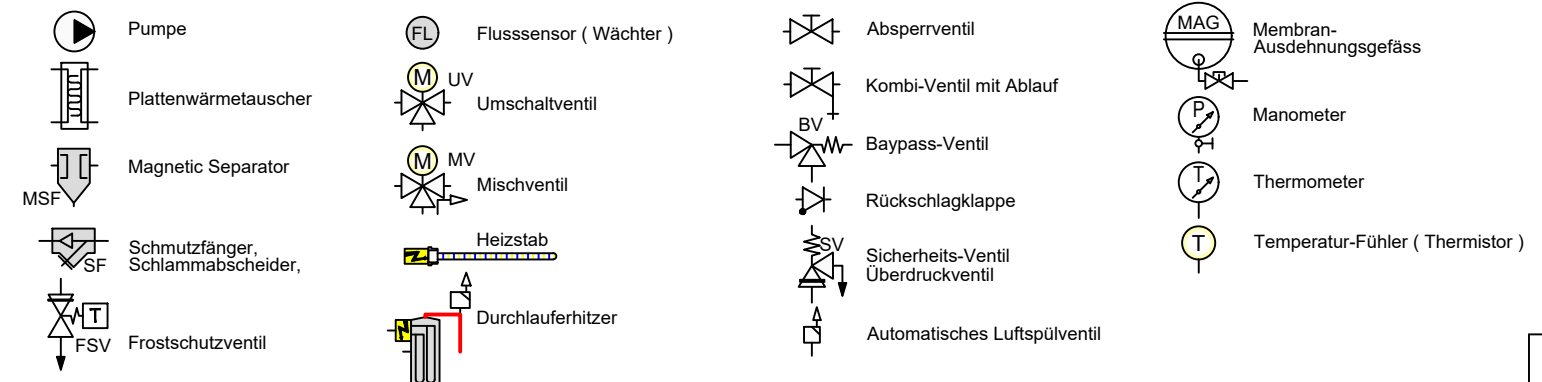 Pumpe
Plattenwärmetauscher
Magnetic Separator
MSF
Schmutzfänger,
Schlammabscheider,
SF
T
FSV
Frostschutzventil
FL
Flusssensor ( Wächter )
M
UV
Umschaltventil
M
MV
Mischventil
Heizstab
Durchlauferhitzer
Absperrventil
Kombi-Ventil mit Ablauf
BV
Baypass-Ventil
Rückschlagklappe
SV
Sicherheits-Ventil
Überdruckventil
Automatisches Luftspülventil
MAG
Membran-
Ausdehnungsgefäss
P
Manometer
T
Thermometer
T
Temperatur-Fühler ( Thermistor )